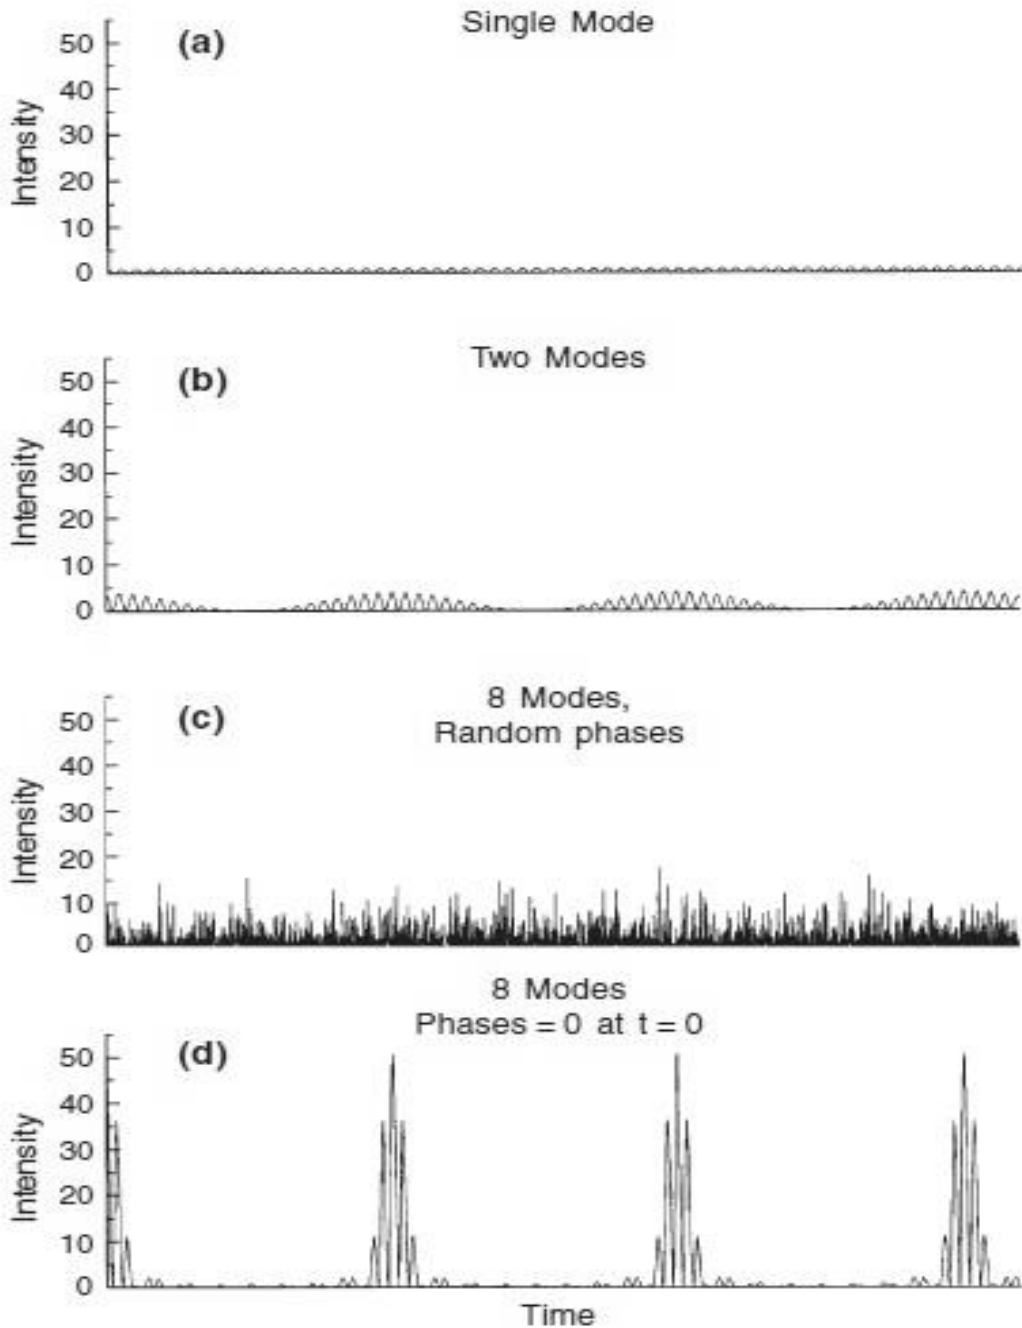 Single Mode
(a)
Intensity
50
40
30
20
10
0
Two Modes
(b)
Intensity
50
40
30
20
10
0
8 Modes,
Random phases
(c)
Intensity
50
40
30
20
10
0
8 Modes
Phases = 0 at t = 0
(d)
Intensity
50
40
30
20
10
0
Time